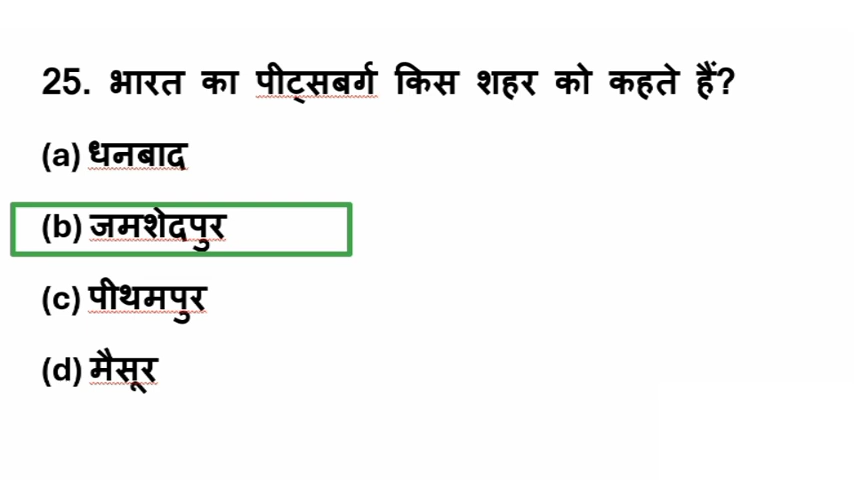 25. भारत का पीट्सबर्ग किस शहर को कहते हैं?
(a) धनबाद
(b) जमशेदपुर
(c) पीथमपुर
(d) मैसूर